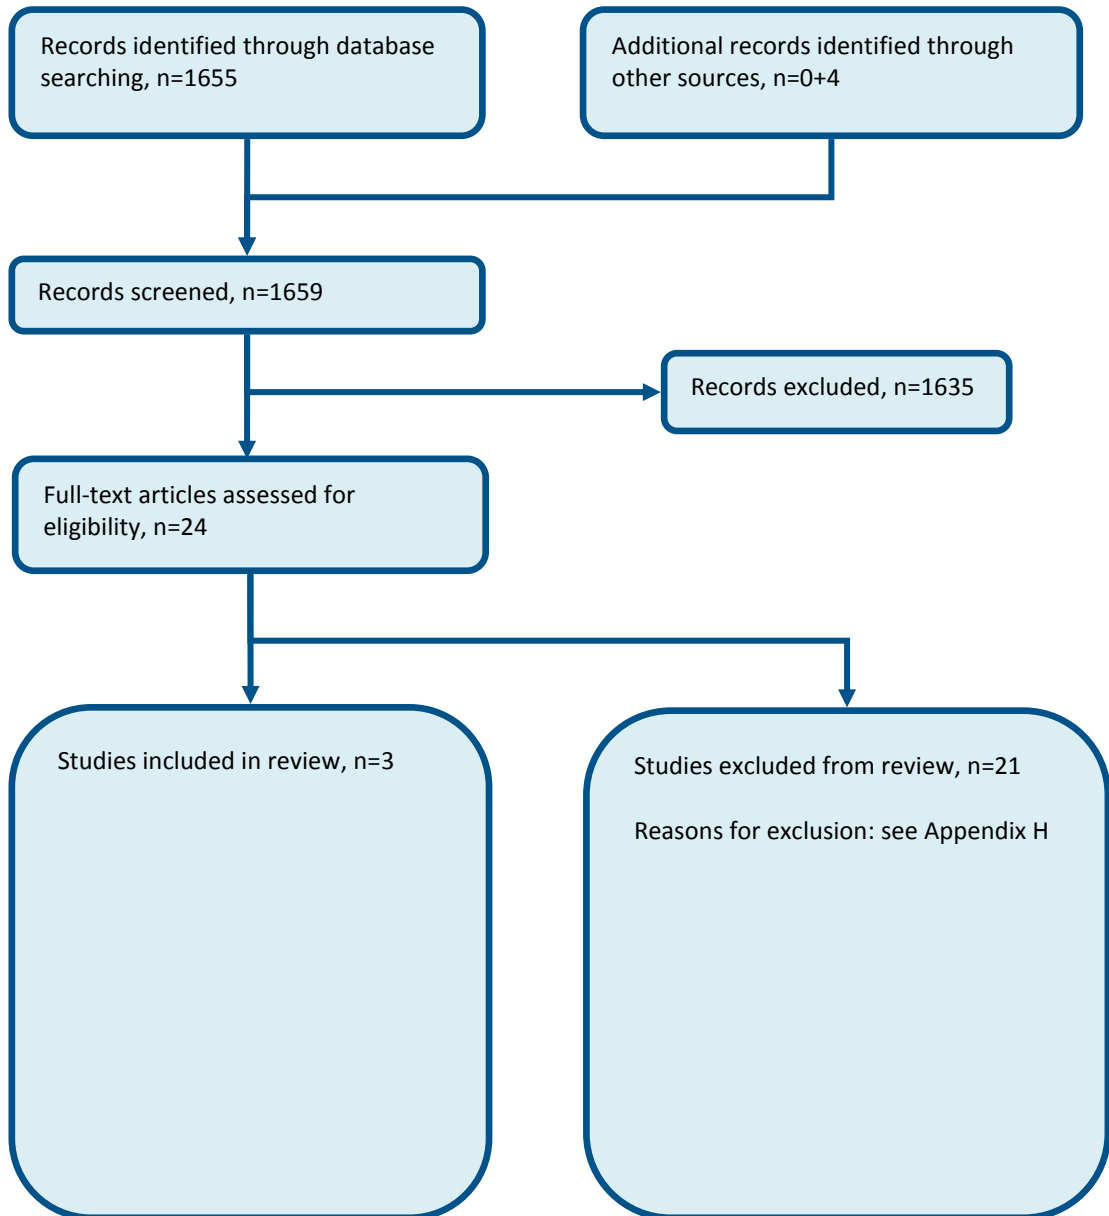 Records identified through database
searching, n=1655
Additional records identified through
other sources, n=0+4
Records screened, n=1659
Records excluded, n=1635
Full-text articles assessed for
eligibility, n=24
Studies included in review, n=3
Studies excluded from review, n=21
Reasons for exclusion: see Appendix H